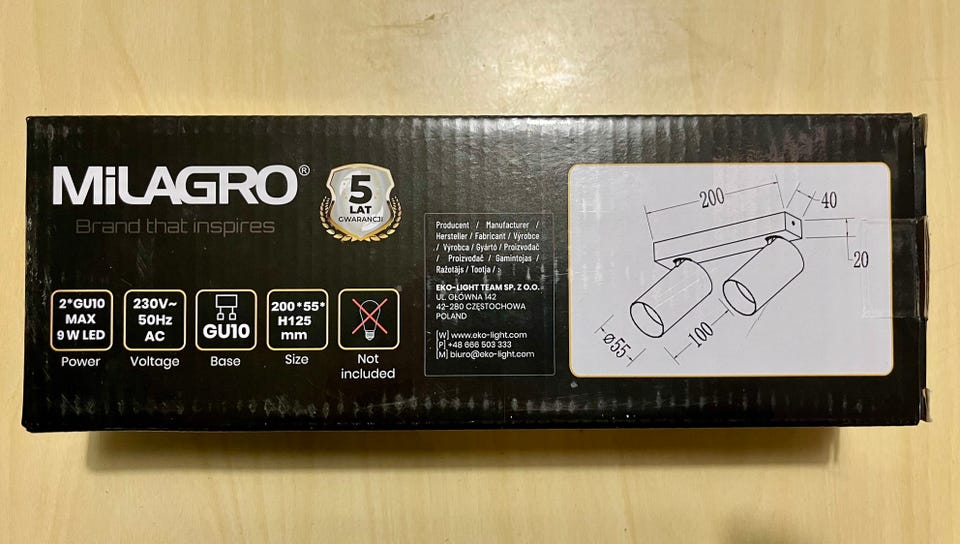 MiLAGRO®
Brand that inspires
5
LAT
GWARANCJI
2*GU10
MAX
9W LED
Power
230V~
50Hz
AC
Voltage
GU10
Base
200*55*
H125
mm
Size
Not
included
Producent / Manufacturer /
Hersteller / Fabricant / Výrobce
/ Výrobca / Gyártó / Proizvođač
/ Proizvođač / Gamintojas /
Ražotājs / Tootja / :
EKO-LIGHT TEAM SP. Z O.O.
UL. GŁÓWNA 142
42-280 CZĘSTOCHOWA
POLAND
[W] www.eko-light.com
[P] +48 666 503 333
[M] biuro@eko-light.com
200
40
20
ø55
100